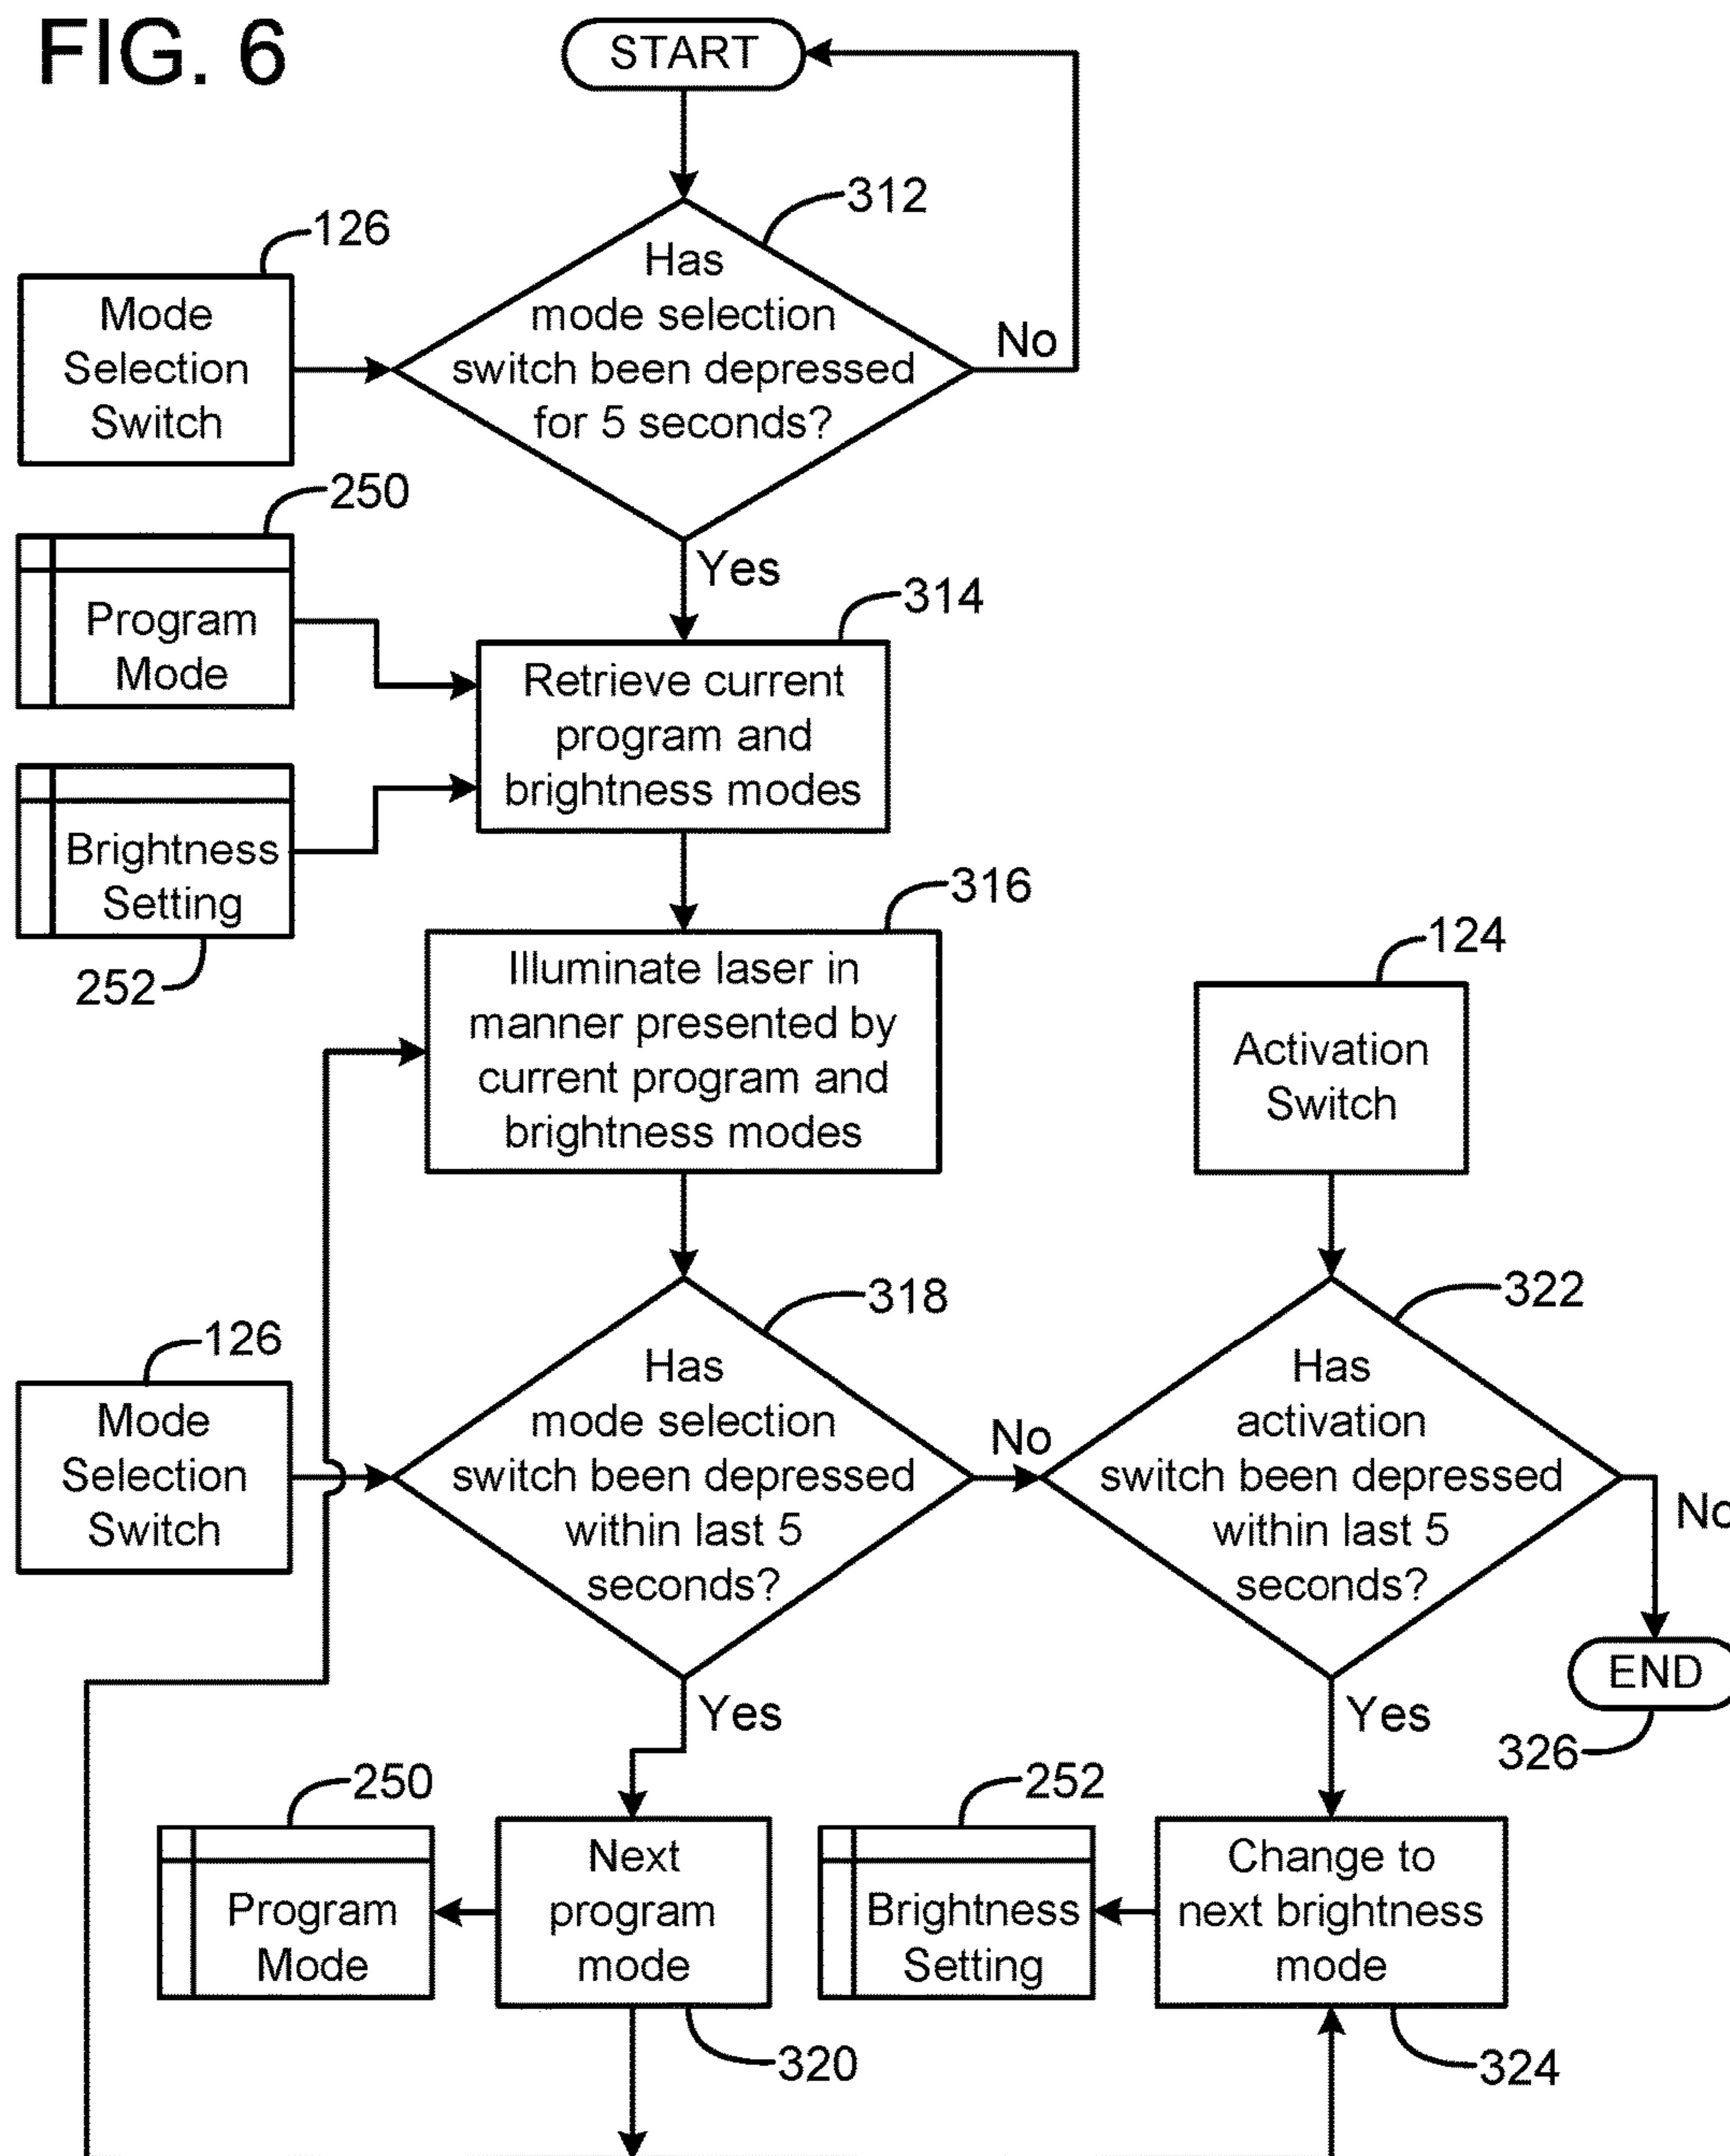 FIG. 6
START
312
126
Has
mode selection
switch been depressed
for 5 seconds?
No
Mode
Selection
Switch
250
Yes
Program
Mode
314
Retrieve current
program and
brightness modes
Brightness
Setting
252
316
Illuminate laser in
manner presented by
current program and
brightness modes
124
Activation
Switch
318
322
126
Mode
Selection
Switch
Has
mode selection
switch been depressed
within last 5
seconds?
No
Has
activation
switch been depressed
within last 5
seconds?
No
END
326
Yes
Yes
250
Program
Mode
Next
program
mode
320
252
Brightness
Setting
Change to
next brightness
mode
324